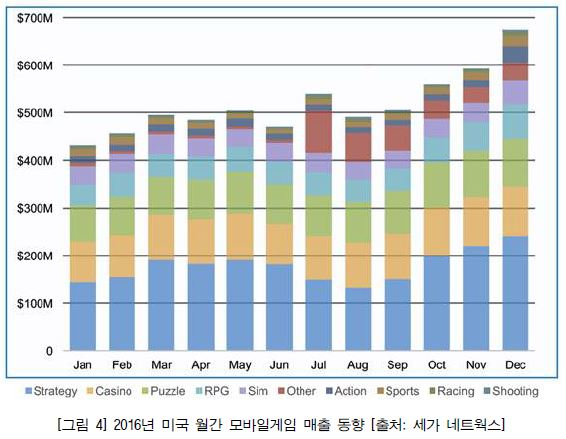 $700M
$600M
$500M
$400M
$300M
$200M
$100M
0
Jan Feb Mar Apr May Jun Jul Aug Sep Oct Nov Dec
Strategy Casino Puzzle RPG Sim Other Action Sports Racing Shooting
[그림 4] 2016년 미국 월간 모바일게임 매출 동향 [출처: 세가 네트웍스]